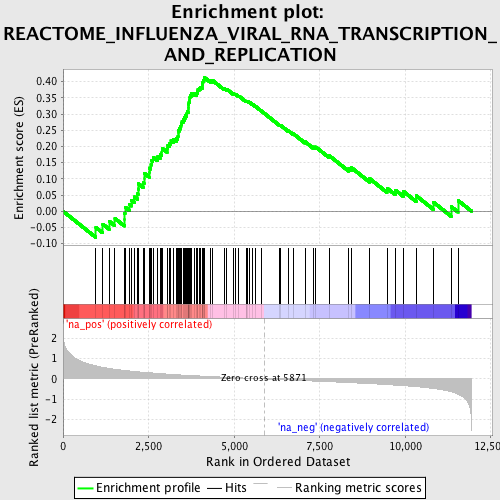 Enrichment plot:
REACTOME_INFLUENZA_VIRAL_RNA_TRANSCRIPTION_
AND_REPLICATION
Enrichment score (ES)
0.40
0.35
0.30
0.25
0.20
0.15
0.10
0.05
0.00
-0.05
-0.10
'na_pos' (positively correlated)
Ranked list metric (PreRanked)
2
1
0
-1
-2
Zero cross at 5871
'na_neg' (negatively correlated)
0
2,500
5,000
7,500
10,000
12,500
Rank in Ordered Dataset
Enrichment profile
Hits
Ranking metric scores